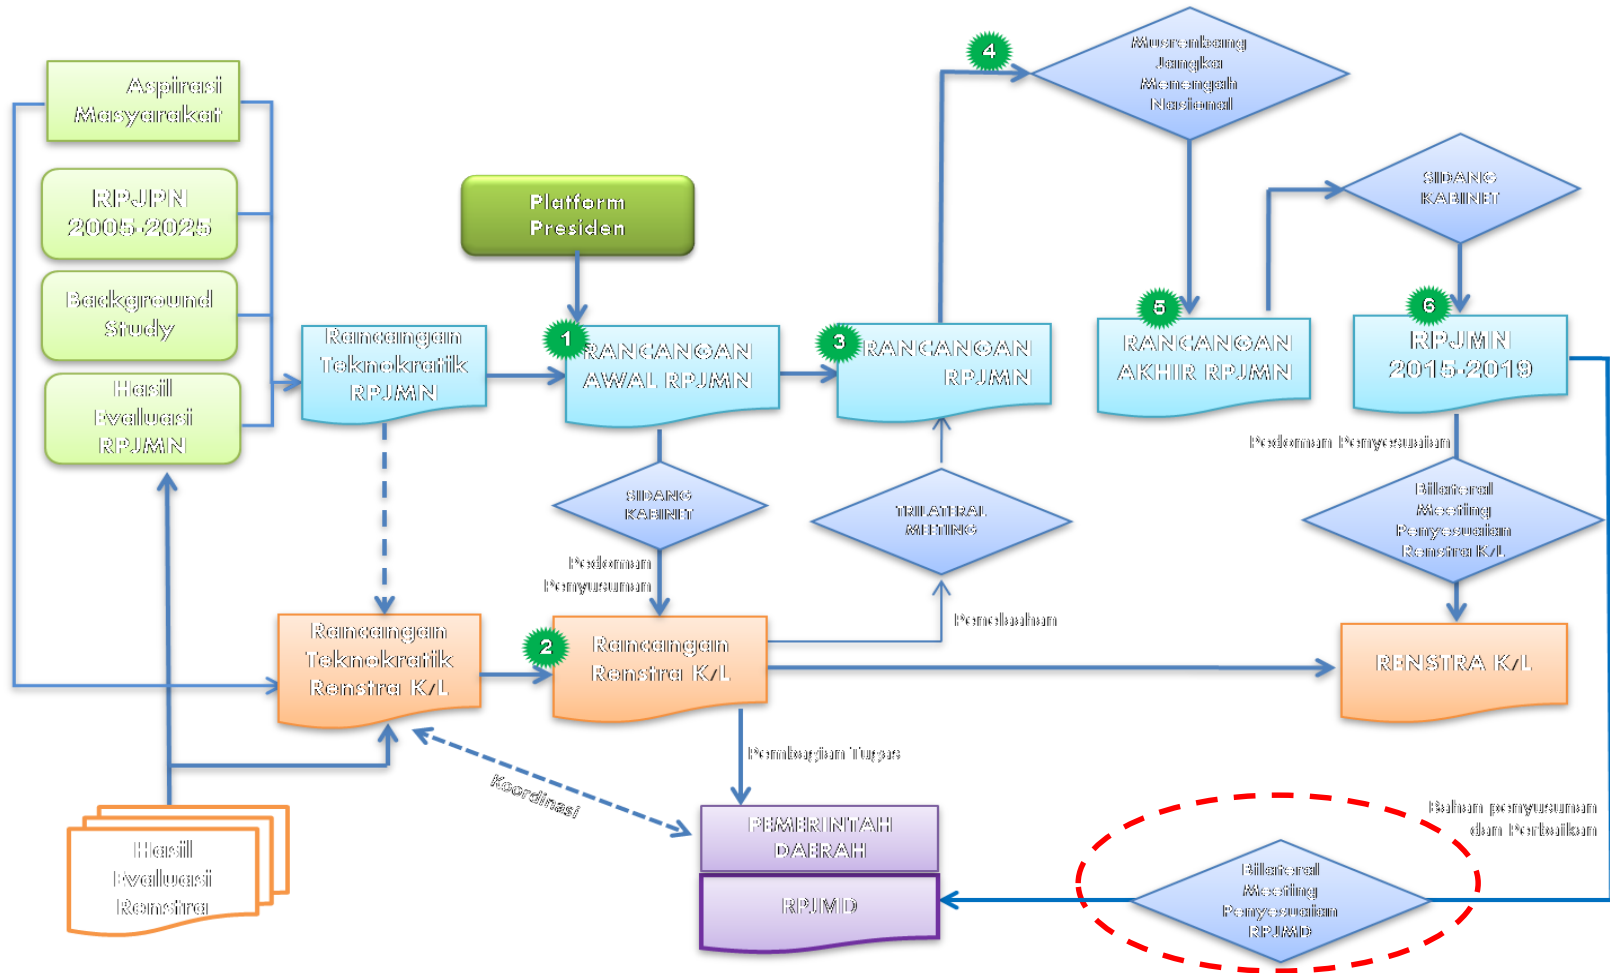 Aspirasi
Masyarakat
RPJPN
2005-2025
Background
Study
Hasil
Evaluasi
RPJMN
Platform
Presiden
Rancangan
Teknokratik
RPJMN
1
RANCANGAN
AWAL RPJMN
3
RANCANGAN
RPJMN
4
Musrenbang
Jangka
Menengah
Nasional
5
RANCANGAN
AKHIR RPJMN
SIDANG
KABINET
6
RPJMN
2015-2019
Pedoman Penyesuaian
Bilateral
Meeting
Penyesuaian
Renstra K/L
RENSTRA K/L
SIDANG
KABINET
Pedoman
Penyusunan
TRILATERAL
MEETING
Penelaahan
Rancangan
Teknokratik
Renstra K/L
2
Rancangan
Renstra K/L
Pembagian Tugas
Koordinasi
Hasil
Evaluasi
Renstra
PEMERINTAH
DAERAH
RPJMD
Bahan penyusunan
dan Perbaikan
Bilateral
Meeting
Penyesuaian
RPJMD